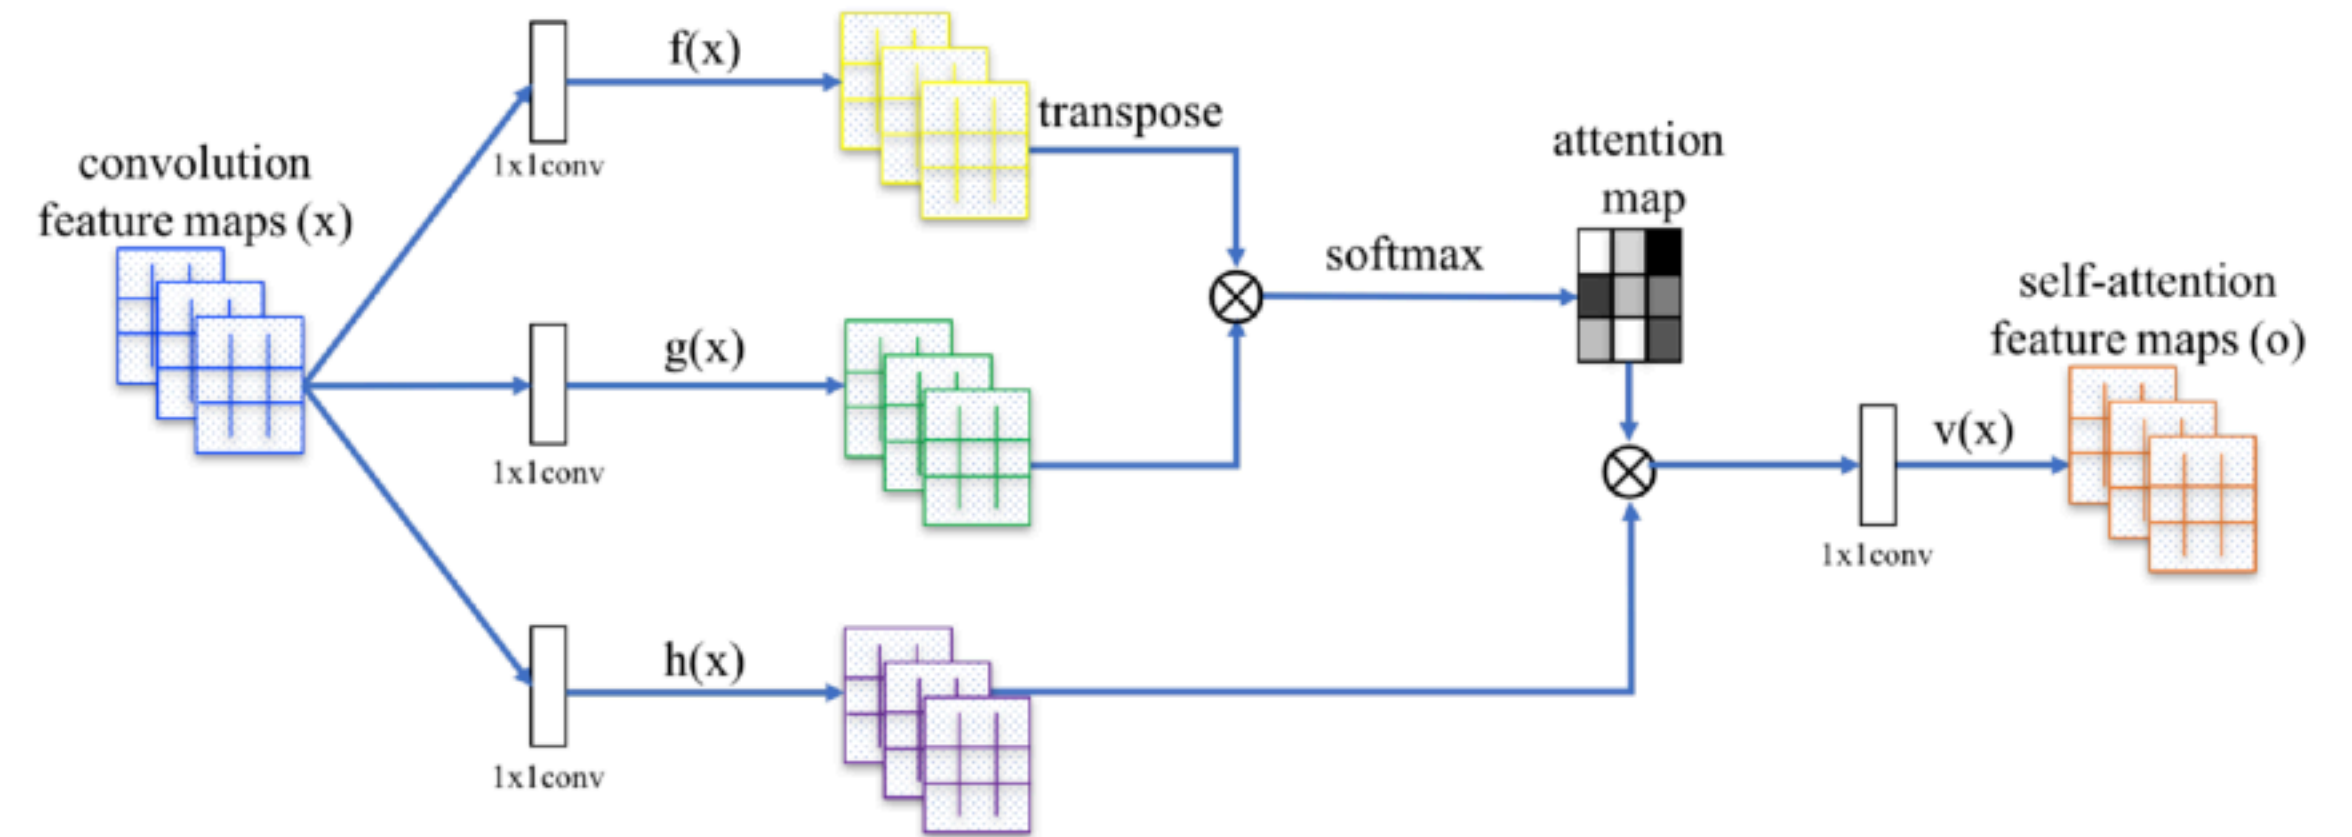 convolution
feature maps (x)
1x1conv
f(x)
transpose
1x1conv
g(x)
1x1conv
h(x)
softmax
attention
map
1x1conv
v(x)
self-attention
feature maps (o)